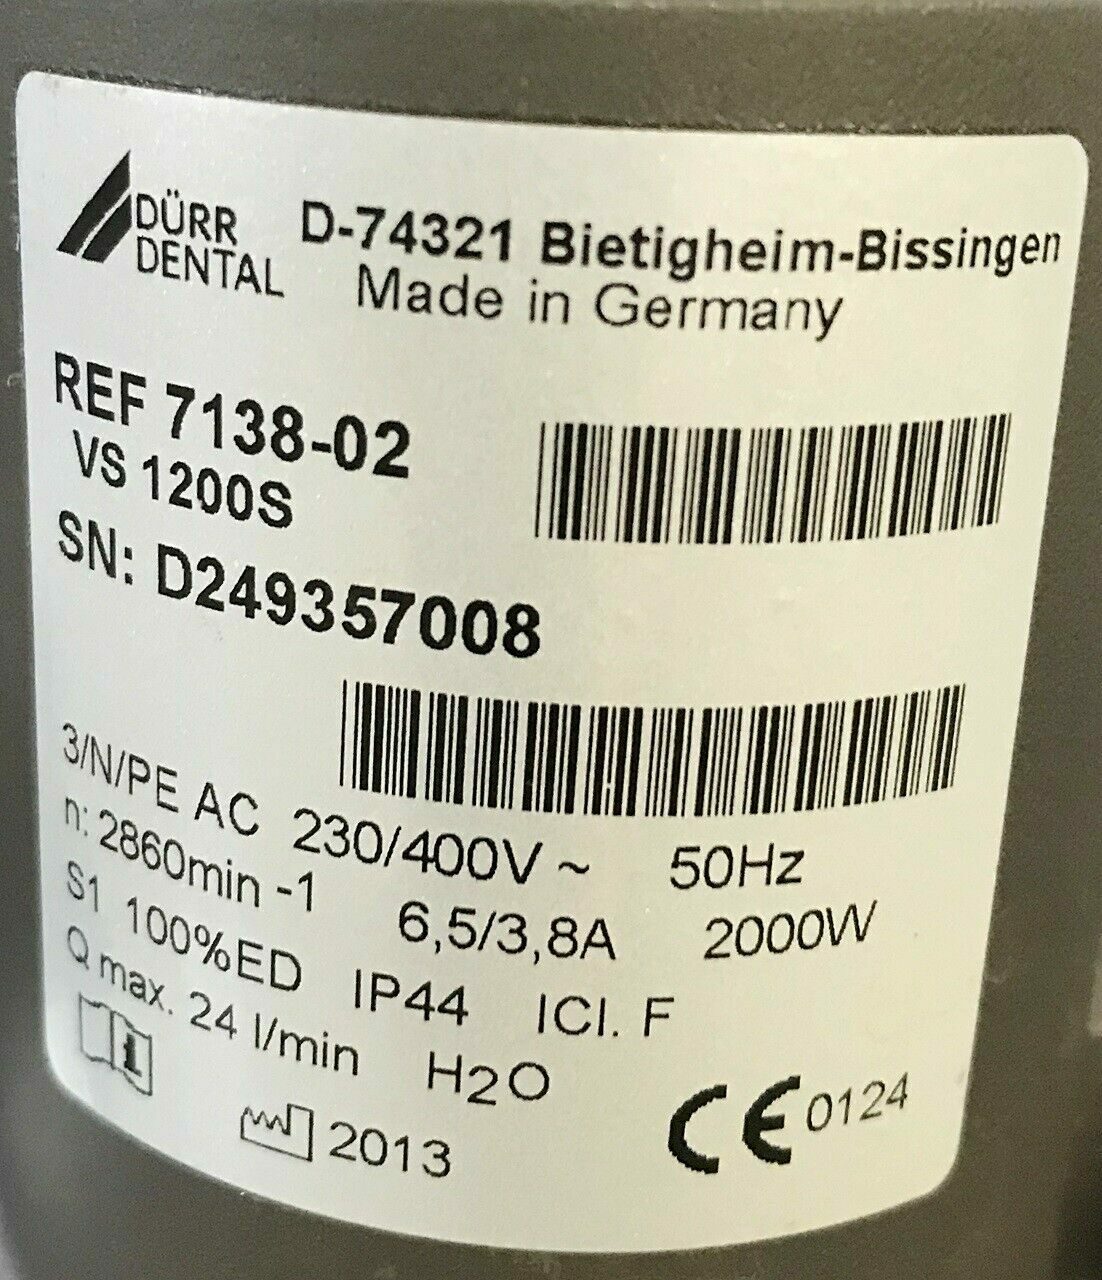 DÜRR DENTAL
D-74321 Bietigheim-Bissingen
Made in Germany
REF 7138-02
VS 1200S
SN: D249357008
3/N/PE AC 230/400V ~ 50Hz
n: 2860min -1 6,5/3,8A 2000W
S1 100%ED IP44 ICl. F
Q max. 24 l/min H2O
2013
CE 0124